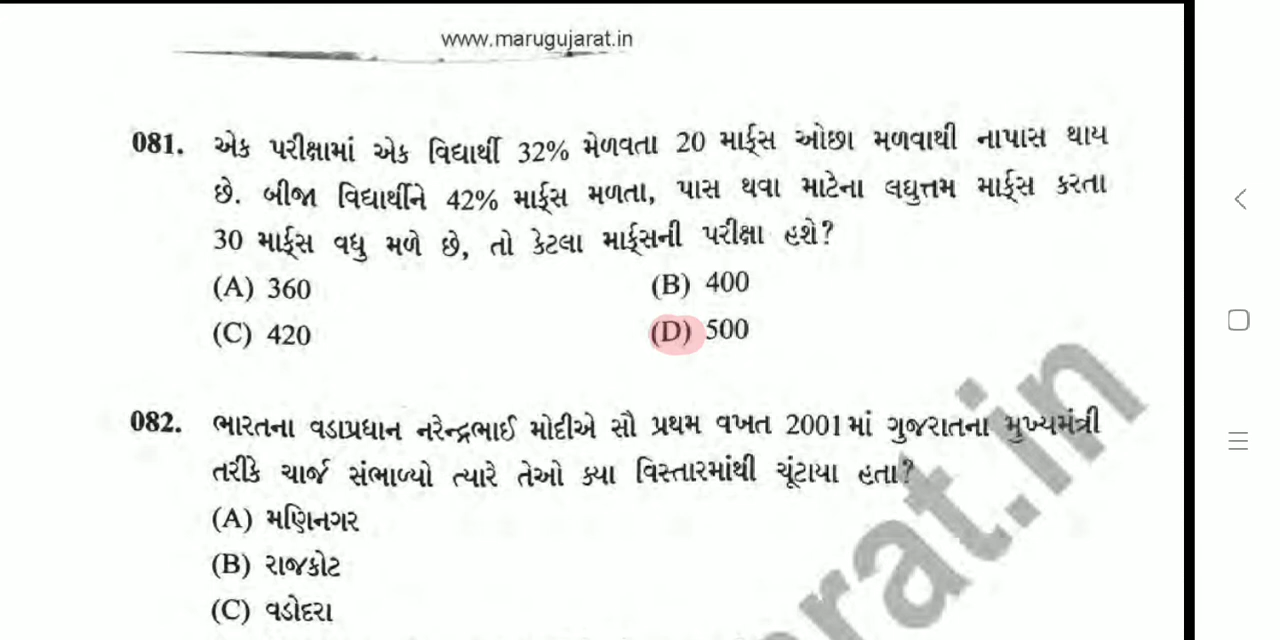 www.marugujarat.in
081. એક પરીક્ષામાં એક વિદ્યાર્થી 32% મેળવતા 20 માર્ક્સ ઓછા મળવાથી નાપાસ થાય
છે. બીજા વિદ્યાર્થીને 42% માર્ક્સ મળતા, પાસ થવા માટેના લઘુત્તમ માર્ક્સ કરતા
30 માર્ક્સ વધુ મળે છે, તો કેટલા માર્ક્સની પરીક્ષા હશે?
(A) 360 (B) 400
(C) 420 (D) 500
082. ભારતના વડાપ્રધાન નરેન્દ્રભાઈ મોદીએ સૌ પ્રથમ વખત 2001માં ગુજરાતના મુખ્યમંત્રી
તરીકે ચાર્જ સંભાળ્યો ત્યારે તેઓ ક્યા વિસ્તારમાંથી ચૂંટાયા હતા?
(A) મણિનગર
(B) રાજકોટ
(C) વડોદરા
rat.in